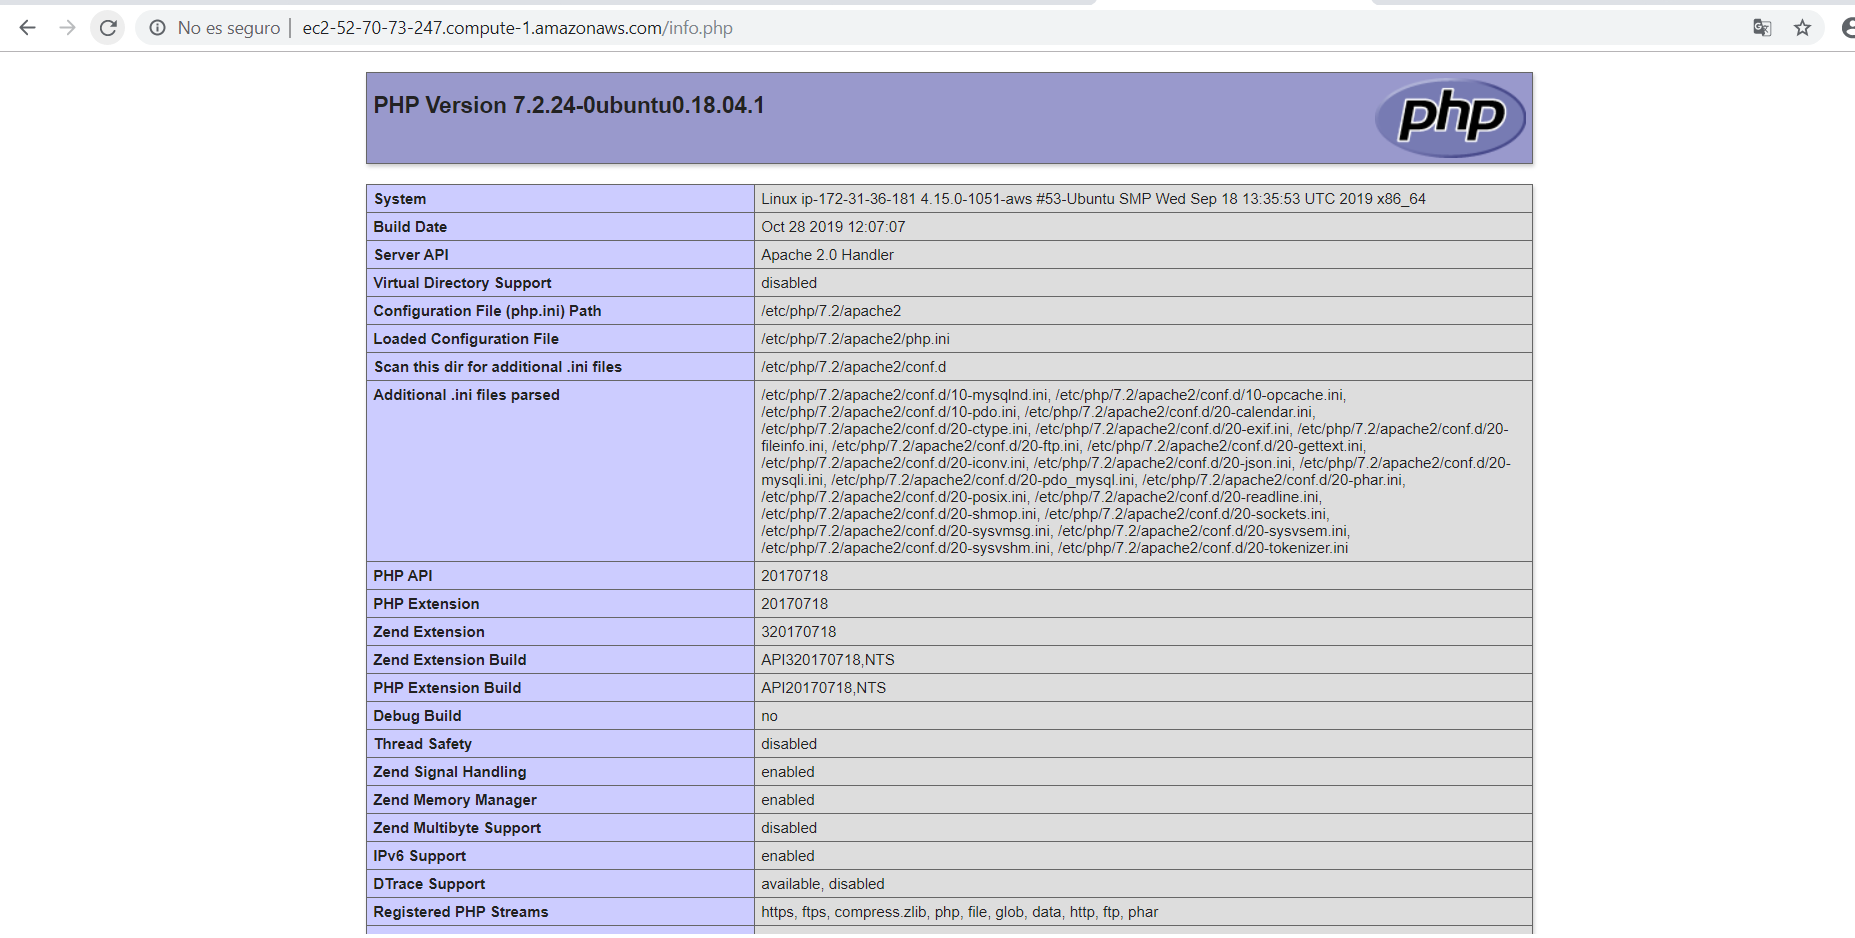 No es seguro | ec2-52-70-73-247.compute-1.amazonaws.com/info.php
PHP Version 7.2.24-0ubuntu0.18.04.1
php
System Linux ip-172-31-36-181 4.15.0-1051-aws #53-Ubuntu SMP Wed Sep 18 13:35:53 UTC 2019 x86_64
Build Date Oct 28 2019 12:07:07
Server API Apache 2.0 Handler
Virtual Directory Support disabled
Configuration File (php.ini) Path /etc/php/7.2/apache2
Loaded Configuration File /etc/php/7.2/apache2/php.ini
Scan this dir for additional .ini files /etc/php/7.2/apache2/conf.d
Additional .ini files parsed /etc/php/7.2/apache2/conf.d/10-mysqlnd.ini, /etc/php/7.2/apache2/conf.d/10-opcache.ini,
/etc/php/7.2/apache2/conf.d/10-pdo.ini, /etc/php/7.2/apache2/conf.d/20-calendar.ini,
/etc/php/7.2/apache2/conf.d/20-ctype.ini, /etc/php/7.2/apache2/conf.d/20-exif.ini, /etc/php/7.2/apache2/conf.d/20-
fileinfo.ini, /etc/php/7.2/apache2/conf.d/20-ftp.ini, /etc/php/7.2/apache2/conf.d/20-gettext.ini,
/etc/php/7.2/apache2/conf.d/20-iconv.ini, /etc/php/7.2/apache2/conf.d/20-json.ini, /etc/php/7.2/apache2/conf.d/20-
mysqli.ini, /etc/php/7.2/apache2/conf.d/20-pdo_mysql.ini, /etc/php/7.2/apache2/conf.d/20-phar.ini,
/etc/php/7.2/apache2/conf.d/20-posix.ini, /etc/php/7.2/apache2/conf.d/20-readline.ini,
/etc/php/7.2/apache2/conf.d/20-shmop.ini, /etc/php/7.2/apache2/conf.d/20-sockets.ini,
/etc/php/7.2/apache2/conf.d/20-sysvmsg.ini, /etc/php/7.2/apache2/conf.d/20-sysvsem.ini,
/etc/php/7.2/apache2/conf.d/20-sysvshm.ini, /etc/php/7.2/apache2/conf.d/20-tokenizer.ini
PHP API 20170718
PHP Extension 20170718
Zend Extension 320170718
Zend Extension Build API320170718,NTS
PHP Extension Build API20170718,NTS
Debug Build no
Thread Safety disabled
Zend Signal Handling enabled
Zend Memory Manager enabled
Zend Multibyte Support disabled
IPv6 Support enabled
DTrace Support available, disabled
Registered PHP Streams https, ftps, compress.zlib, php, file, glob, data, http, ftp, phar